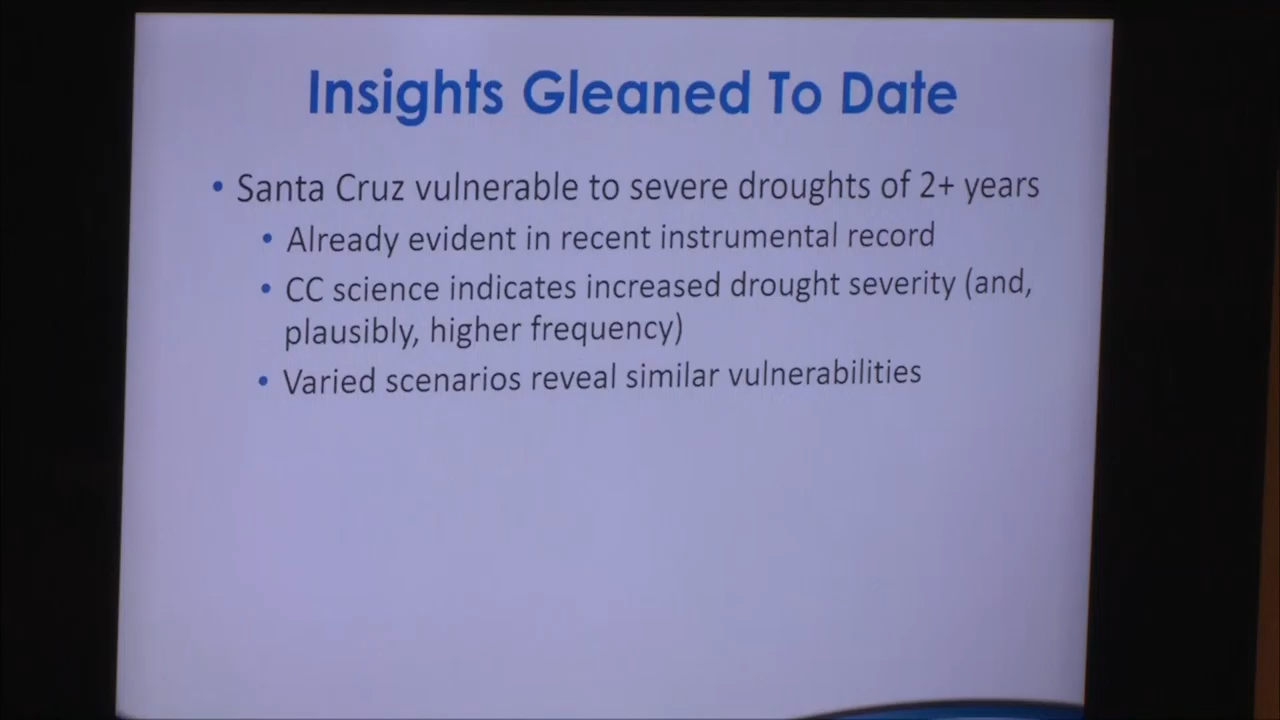 Insights Gleaned To Date
• Santa Cruz vulnerable to severe droughts of 2+ years
• Already evident in recent instrumental record
• CC science indicates increased drought severity (and,
plausibly, higher frequency)
• Varied scenarios reveal similar vulnerabilities